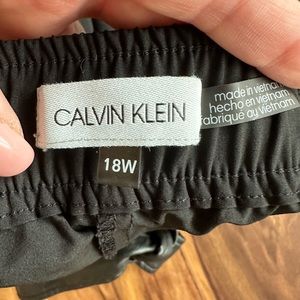 CALVIN KLEIN
18W
made in vietnam
hecho en vietnam
fabriqué au vietnam